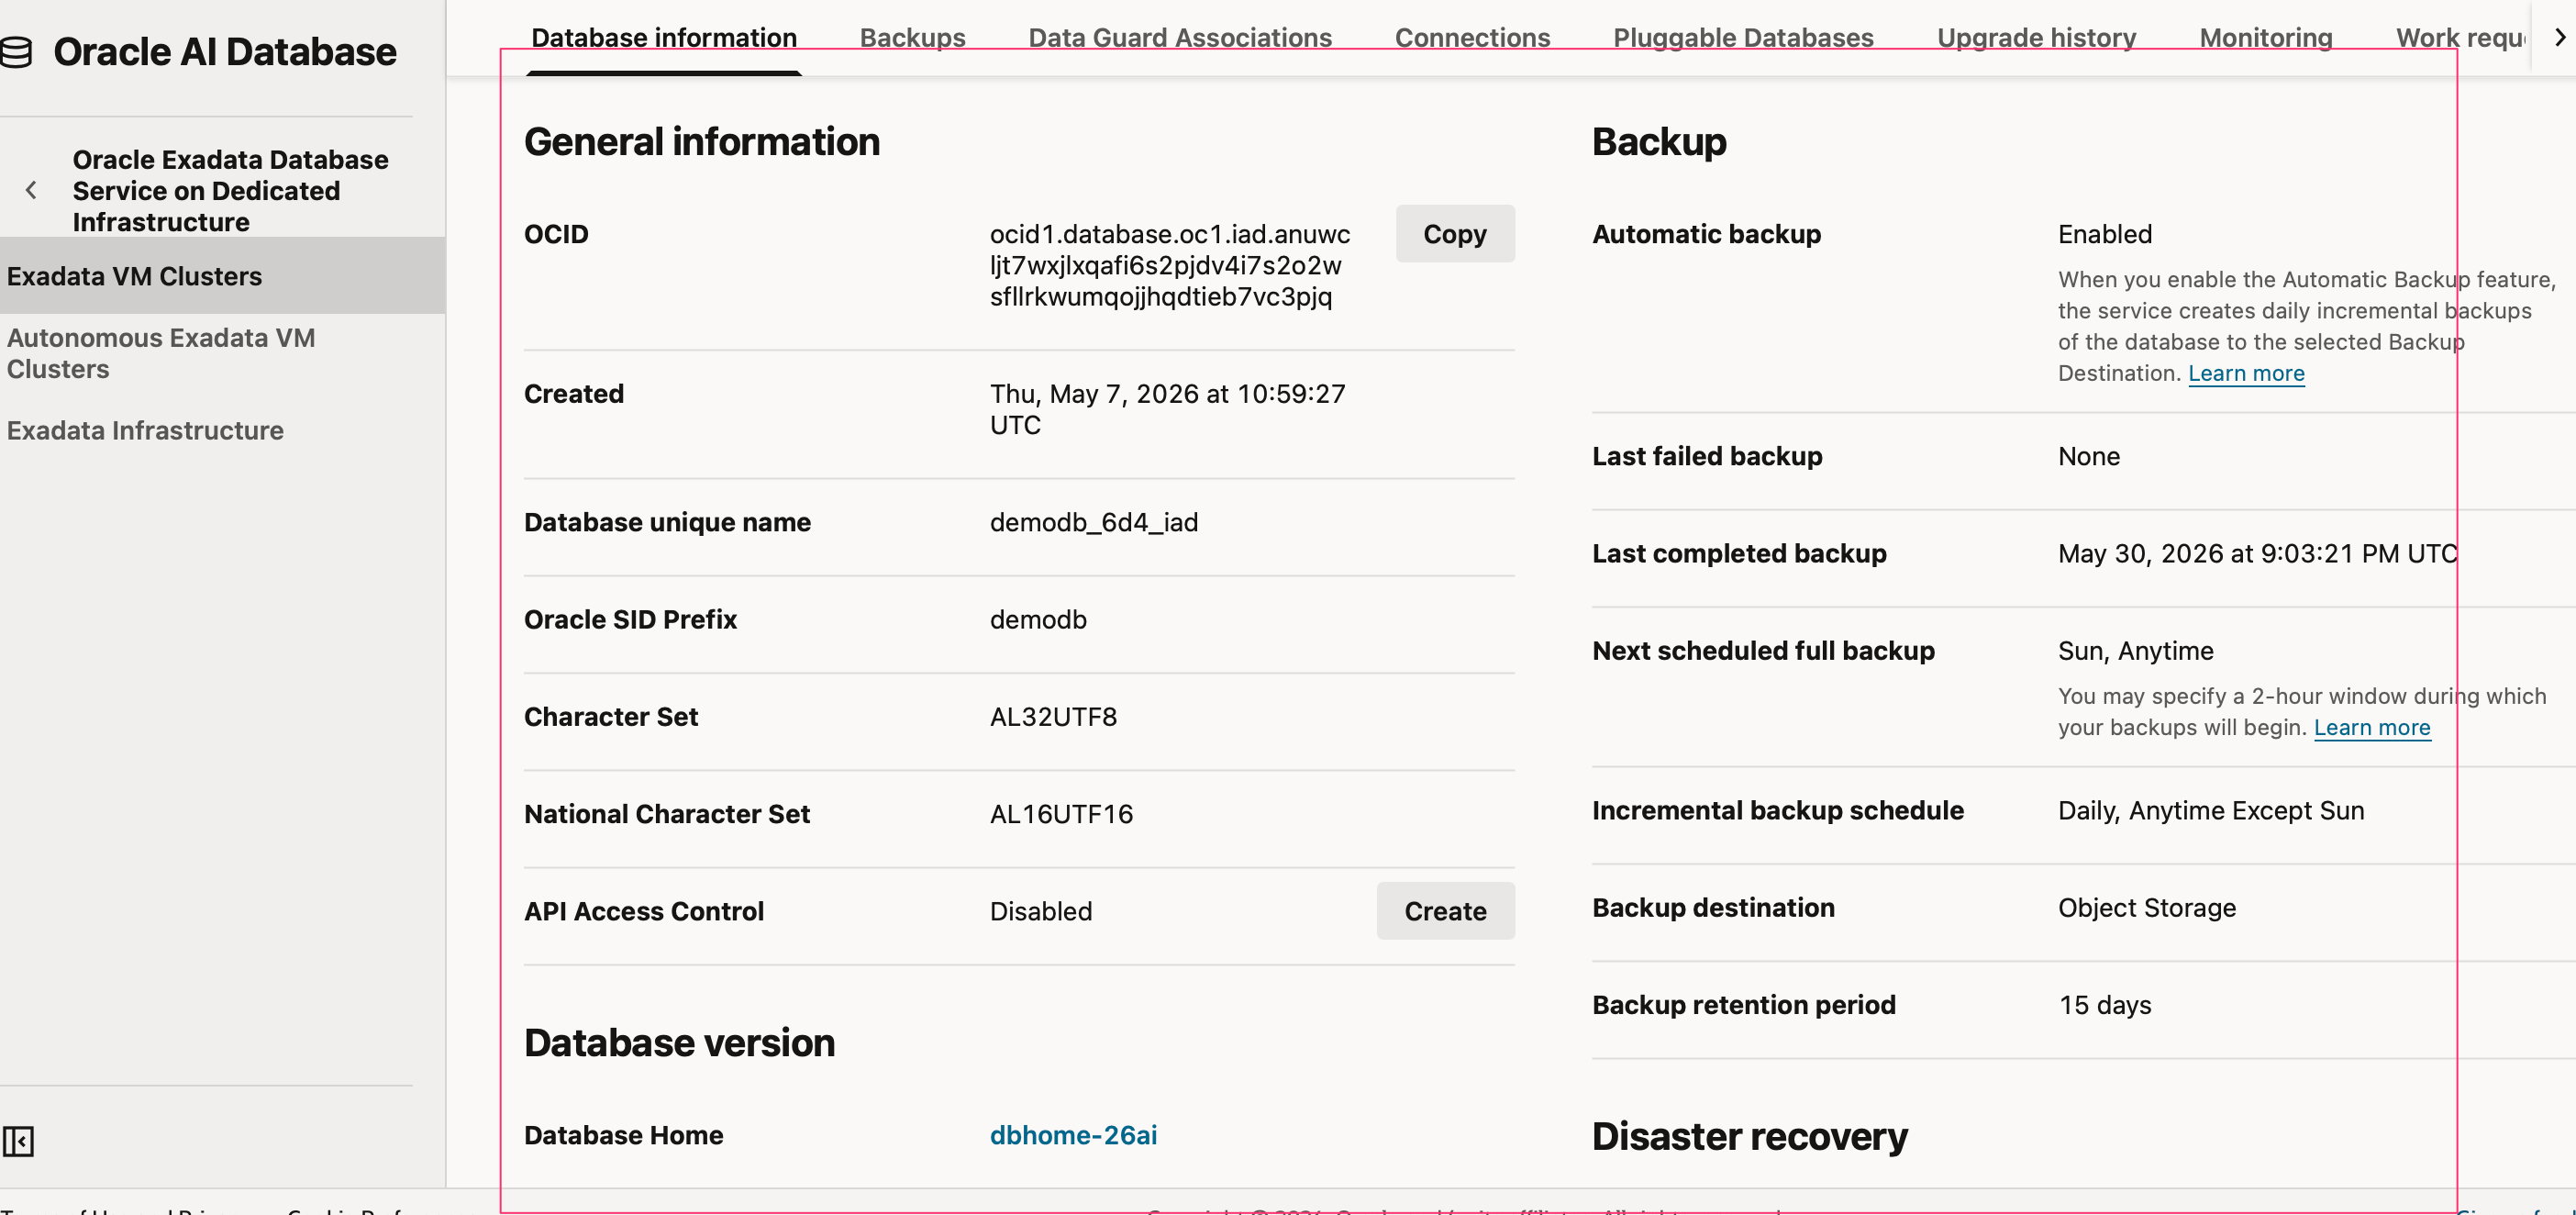 Oracle AI Database
Oracle Exadata Database
Service on Dedicated
Infrastructure
Exadata VM Clusters
Autonomous Exadata VM
Clusters
Exadata Infrastructure
Database information
Backups
Data Guard Associations
Connections
Pluggable Databases
Upgrade history
Monitoring
Work requ
General information
OCID
ocid1.database.oc1.iad.anuwc
ljt7wxjlxqafi6s2pjdv4i7s2o2w
sfllrkwumqojjhqdtieb7vc3pjq
Copy
Created
Thu, May 7, 2026 at 10:59:27
UTC
Database unique name
demodb_6d4_iad
Oracle SID Prefix
demodb
Character Set
AL32UTF8
National Character Set
AL16UTF16
API Access Control
Disabled
Create
Database version
Database Home
dbhome-26ai
Backup
Automatic backup
Enabled
When you enable the Automatic Backup feature,
the service creates daily incremental backups
of the database to the selected Backup
Destination. Learn more
Last failed backup
None
Last completed backup
May 30, 2026 at 9:03:21 PM UTC
Next scheduled full backup
Sun, Anytime
You may specify a 2-hour window during which
your backups will begin. Learn more
Incremental backup schedule
Daily, Anytime Except Sun
Backup destination
Object Storage
Backup retention period
15 days
Disaster recovery